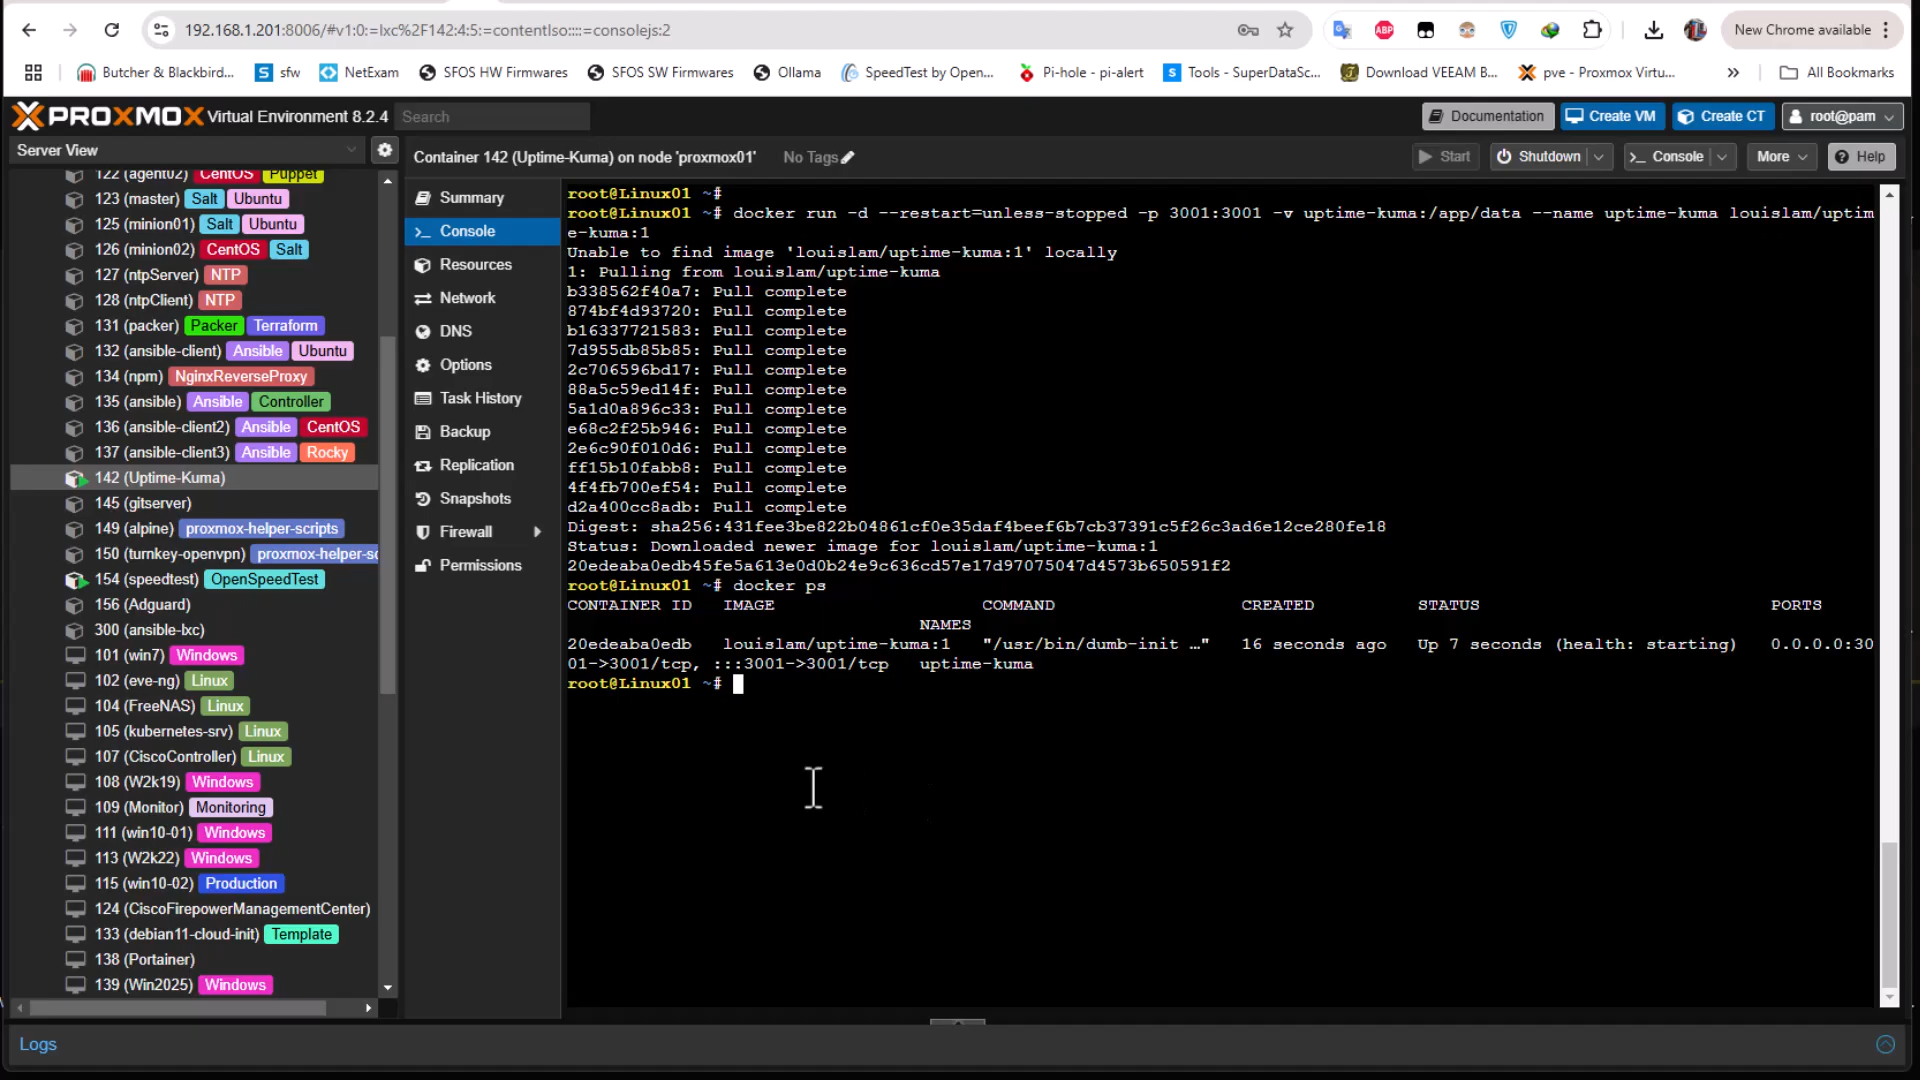 192.168.1.201:8006/#v1:0:=lxc%2F142:4:5:=contentIso::::=consolejs:2
New Chrome available
Butcher & Blackbird...
sfw
NetExam
SFOS HW Firmwares
SFOS SW Firmwares
Ollama
SpeedTest by Open...
Pi-hole - pi-alert
Tools - SuperDataSc...
Download VEEAM B...
pve - Proxmox Virtu...
All Bookmarks
PROXMOX Virtual Environment 8.2.4
Search
Documentation
Create VM
Create CT
root@pam
Server View
Container 142 (Uptime-Kuma) on node 'proxmox01'
No Tags
Start
Shutdown
Console
More
Help
122 (agent02) CentOS Puppet
123 (master) Salt Ubuntu
125 (minion01) Salt Ubuntu
126 (minion02) CentOS Salt
127 (ntpServer) NTP
128 (ntpClient) NTP
131 (packer) Packer Terraform
132 (ansible-client) Ansible Ubuntu
134 (npm) NginxReverseProxy
135 (ansible) Ansible Controller
136 (ansible-client2) Ansible CentOS
137 (ansible-client3) Ansible Rocky
142 (Uptime-Kuma)
145 (gitserver)
149 (alpine) proxmox-helper-scripts
150 (turnkey-openvpn) proxmox-helper-sc
154 (speedtest) OpenSpeedTest
156 (Adguard)
300 (ansible-lxc)
101 (win7) Windows
102 (eve-ng) Linux
104 (FreeNAS) Linux
105 (kubernetes-srv) Linux
107 (CiscoController) Linux
108 (W2k19) Windows
109 (Monitor) Monitoring
111 (win10-01) Windows
113 (W2k22) Windows
115 (win10-02) Production
124 (CiscoFirepowerManagementCenter)
133 (debian11-cloud-init) Template
138 (Portainer)
139 (Win2025) Windows
Summary
Console
Resources
Network
DNS
Options
Task History
Backup
Replication
Snapshots
Firewall
Permissions
root@Linux01 ~#
root@Linux01 ~# docker run -d --restart=unless-stopped -p 3001:3001 -v uptime-kuma:/app/data --name uptime-kuma louislam/uptim
e-kuma:1
Unable to find image 'louislam/uptime-kuma:1' locally
1: Pulling from louislam/uptime-kuma
b338562f40a7: Pull complete
874bf4d93720: Pull complete
b16337721583: Pull complete
7d955db85b85: Pull complete
2c706596bd17: Pull complete
88a5c59ed14f: Pull complete
5a1d0a896c33: Pull complete
e68c2f25b946: Pull complete
2e6c90f010d6: Pull complete
ff15b10fabb8: Pull complete
4f4fb700ef54: Pull complete
d2a400cc8adb: Pull complete
Digest: sha256:431fee3be822b04861cf0e35daf4beef6b7cb37391c5f26c3ad6e12ce280fe18
Status: Downloaded newer image for louislam/uptime-kuma:1
20edeaba0edb45fe5a613e0d0b24e9c636cd57e17d97075047d4573b650591f2
root@Linux01 ~# docker ps
CONTAINER ID IMAGE COMMAND CREATED STATUS PORTS
NAMES
20edeaba0edb louislam/uptime-kuma:1 "/usr/bin/dumb-init …" 16 seconds ago Up 7 seconds (health: starting) 0.0.0.0:30
01->3001/tcp, :::3001->3001/tcp uptime-kuma
root@Linux01 ~#
Logs